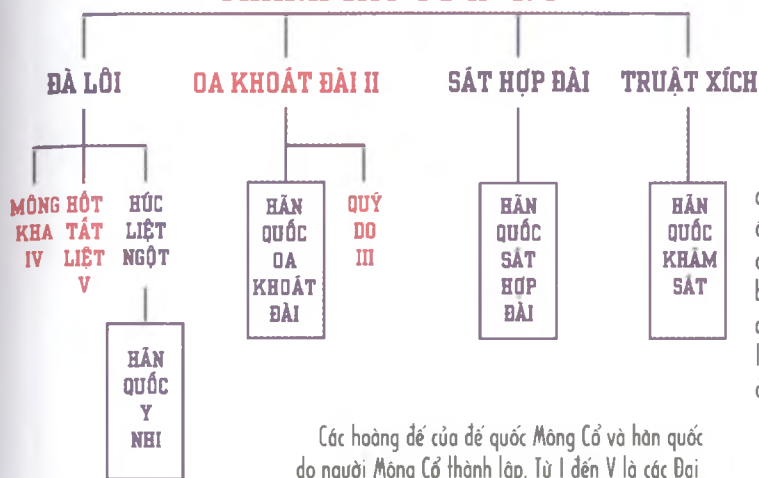 ĐÀ LÔI OA KHOÁT ĐÀI II SÁT HỢP ĐÀI TRUẬT XÍCH
MÔNG KHA IV
HỐT TẤT LIỆT V
HÚC LIỆT NGỘT
HÃN QUỐC OA KHOÁT ĐÀI
QUÝ DO III
HÃN QUỐC SÁT HỢP ĐÀI
HÃN QUỐC KHÂM SÁT
HÃN QUỐC Y NHI
Các hoàng đế của đế quốc Mông Cổ và hãn quốc
do người Mông Cổ thành lập. Từ I đến V là các Đại